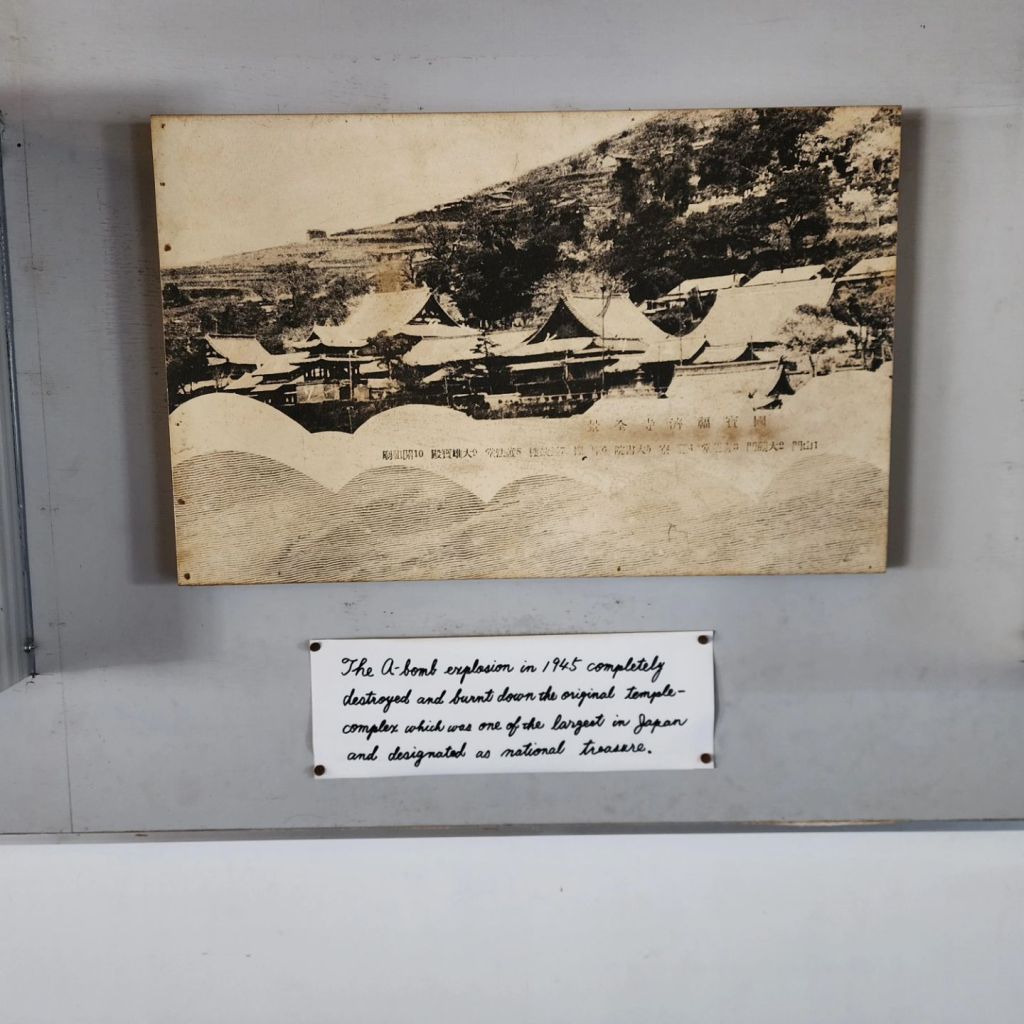 國寶福濟寺全景
The A-bomb explosion in 1945 completely
destroyed and burnt down the original temple-
complex which was one of the largest in Japan
and designated as national treasure.